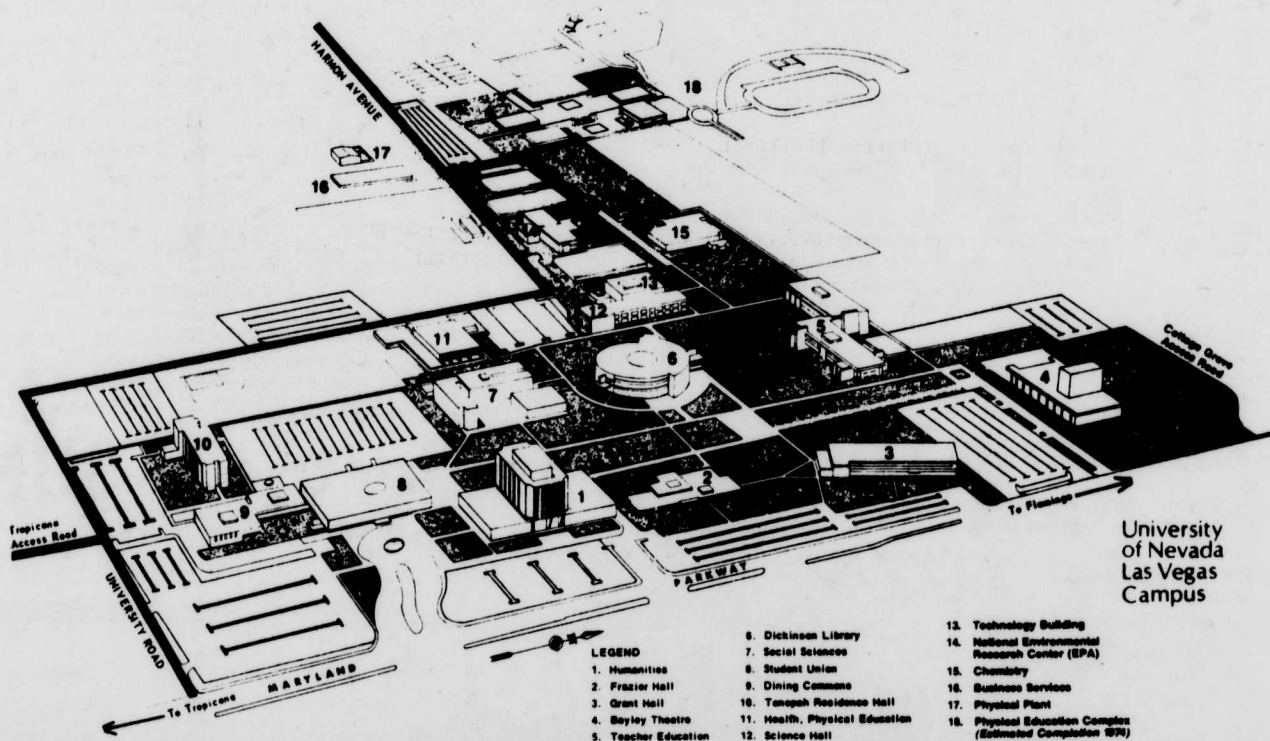 HARMON AVENUE
18
17
16
15
13
12
11
5
6
4
7
10
3
8
2
1
9
Cottage Grove
Access Road
To Flamingo
Tropicana
Access Road
UNIVERSITY ROAD
PARKWAY
MARYLAND
To Tropicana
University
of Nevada
Las Vegas
Campus
LEGEND
1. Humanities
2. Frazier Hall
3. Grant Hall
4. Bayley Theatre
5. Teacher Education
6. Dickinson Library
7. Social Sciences
8. Student Union
9. Dining Commons
10. Tonopah Residence Hall
11. Health, Physical Education
12. Science Hall
13. Technology Building
14. National Environmental
Research Center (EPA)
15. Chemistry
16. Business Services
17. Physical Plant
18. Physical Education Complex
(Estimated Completion 1974)